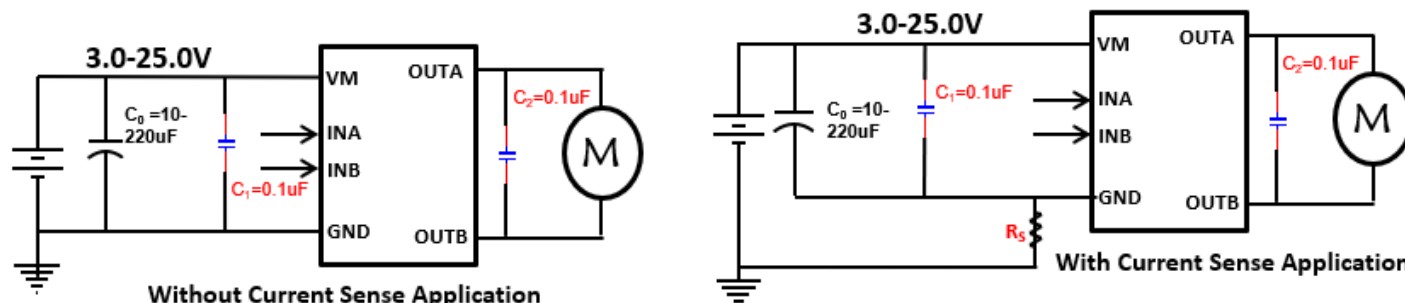 3.0-25.0V
VM
OUTA
C₀ =10-
220uF
C₂=0.1uF
INA
INB
C₁=0.1uF
M
GND
OUTB
Without Current Sense Application
3.0-25.0V
VM
OUTA
C₂=0.1uF
C₁=0.1uF
C₀ =10-
220uF
INA
INB
M
GND
OUTB
Rs
With Current Sense Application